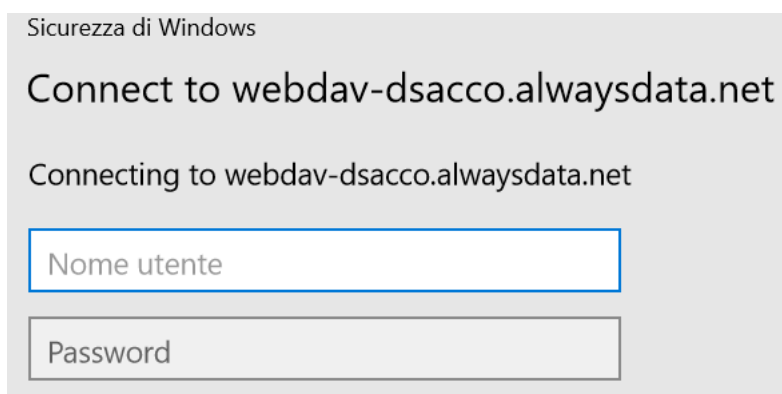 Sicurezza di Windows
Connect to webdav-dsacco.alwaysdata.net
Connecting to webdav-dsacco.alwaysdata.net
Nome utente
Password